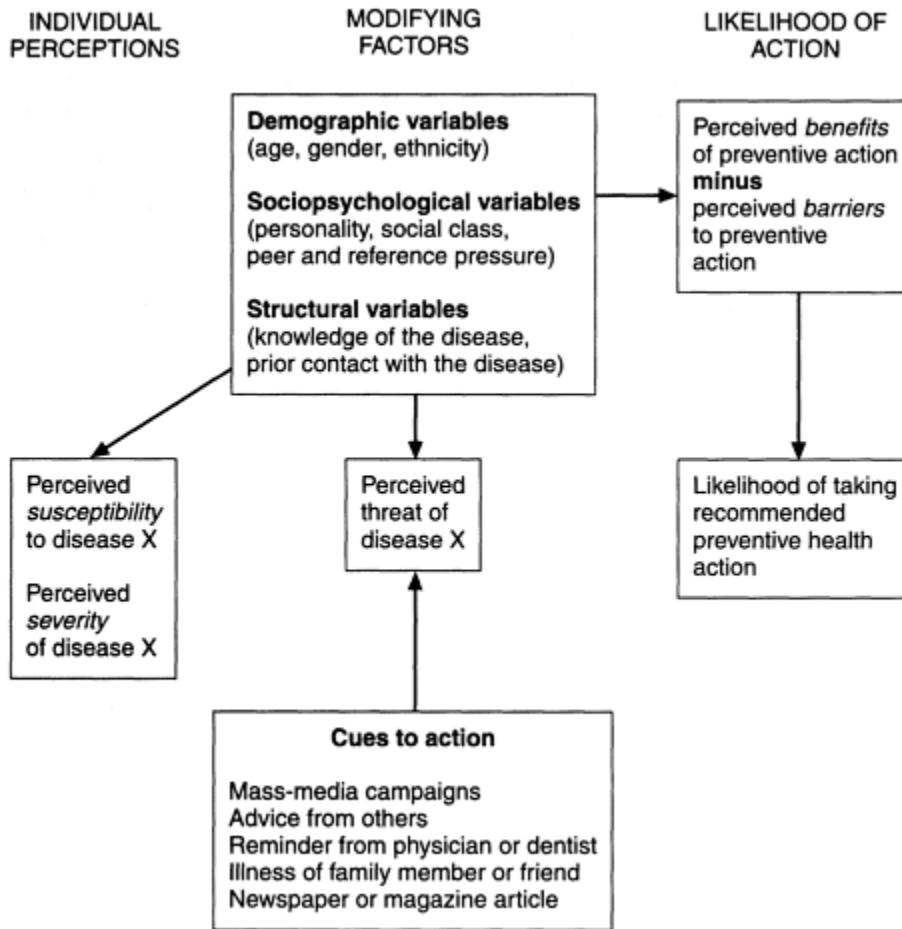 INDIVIDUAL
PERCEPTIONS
MODIFYING
FACTORS
LIKELIHOOD OF
ACTION
Demographic variables
(age, gender, ethnicity)
Sociopsychological variables
(personality, social class,
peer and reference pressure)
Structural variables
(knowledge of the disease,
prior contact with the disease)
Perceived benefits
of preventive action
minus
perceived barriers
to preventive
action
Perceived
susceptibility
to disease X
Perceived
severity
of disease X
Perceived
threat of
disease X
Likelihood of taking
recommended
preventive health
action
Cues to action
Mass-media campaigns
Advice from others
Reminder from physician or dentist
Illness of family member or friend
Newspaper or magazine article